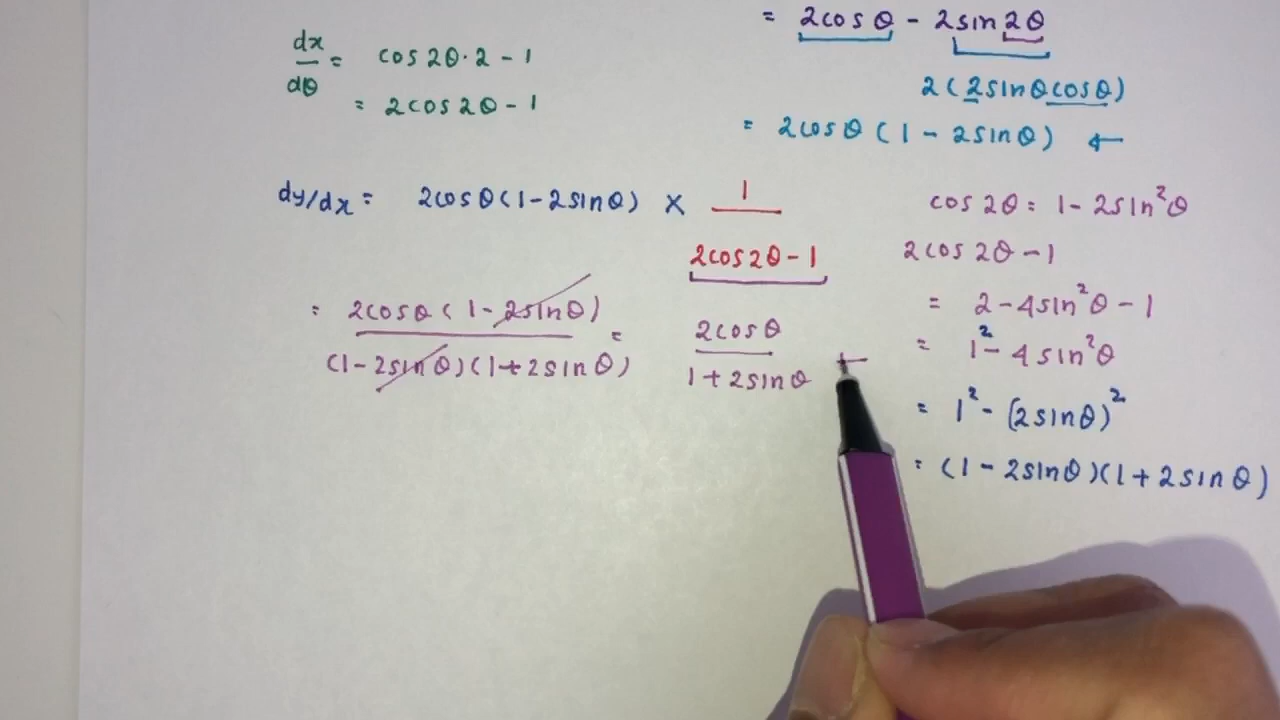 = 2cosθ - 2sin2θ
dx/dθ = cos2θ·2 - 1
= 2cos2θ - 1
2(2sinθcosθ)
= 2cosθ(1 - 2sinθ) ←
dy/dx = 2cosθ(1-2sinθ) × 1/(2cos2θ-1)
= 2cosθ(1-2sinθ)/(1-2sinθ)(1+2sinθ) = 2cosθ/(1+2sinθ) ←
cos2θ = 1-2sin²θ
2cos2θ-1
= 2-4sin²θ-1
= 1²-4sin²θ
= 1²-(2sinθ)²
= (1-2sinθ)(1+2sinθ)